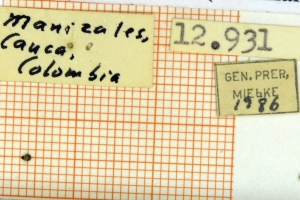 Manizales,
Cauca,
Colombia
12.931
GEN. PREP,
MIELKE
1986